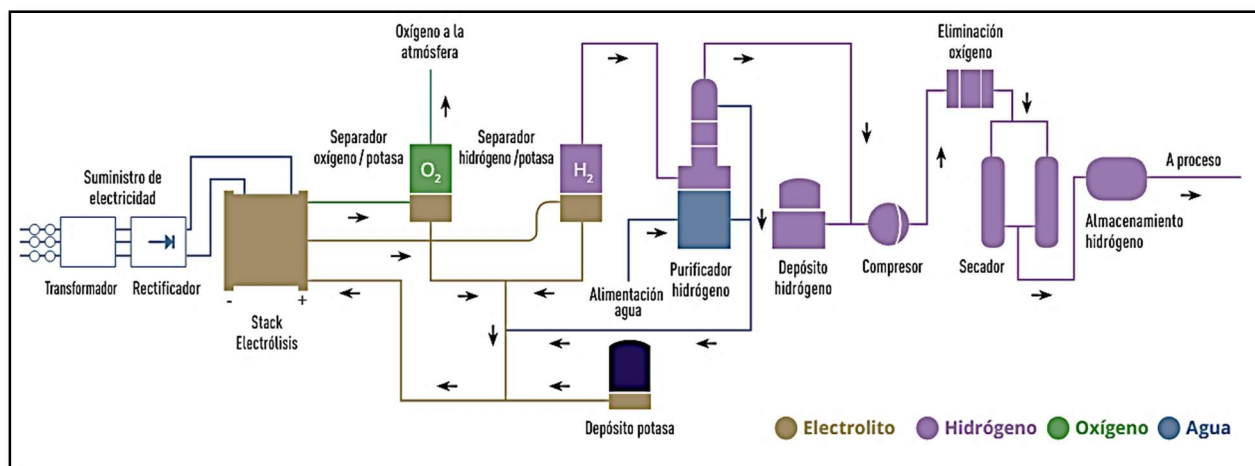 Oxígeno a la
atmósfera
Eliminación
oxígeno
Separador
oxígeno / potasa
Separador
hidrógeno /potasa
O₂
H₂
Suministro de
electricidad
A proceso
Transformador
Rectificador
- +
Stack
Electrólisis
Alimentación
agua
Purificador
hidrógeno
Depósito
hidrógeno
Compresor
Secador
Almacenamiento
hidrógeno
Depósito potasa
Electrolito
Hidrógeno
Oxígeno
Agua